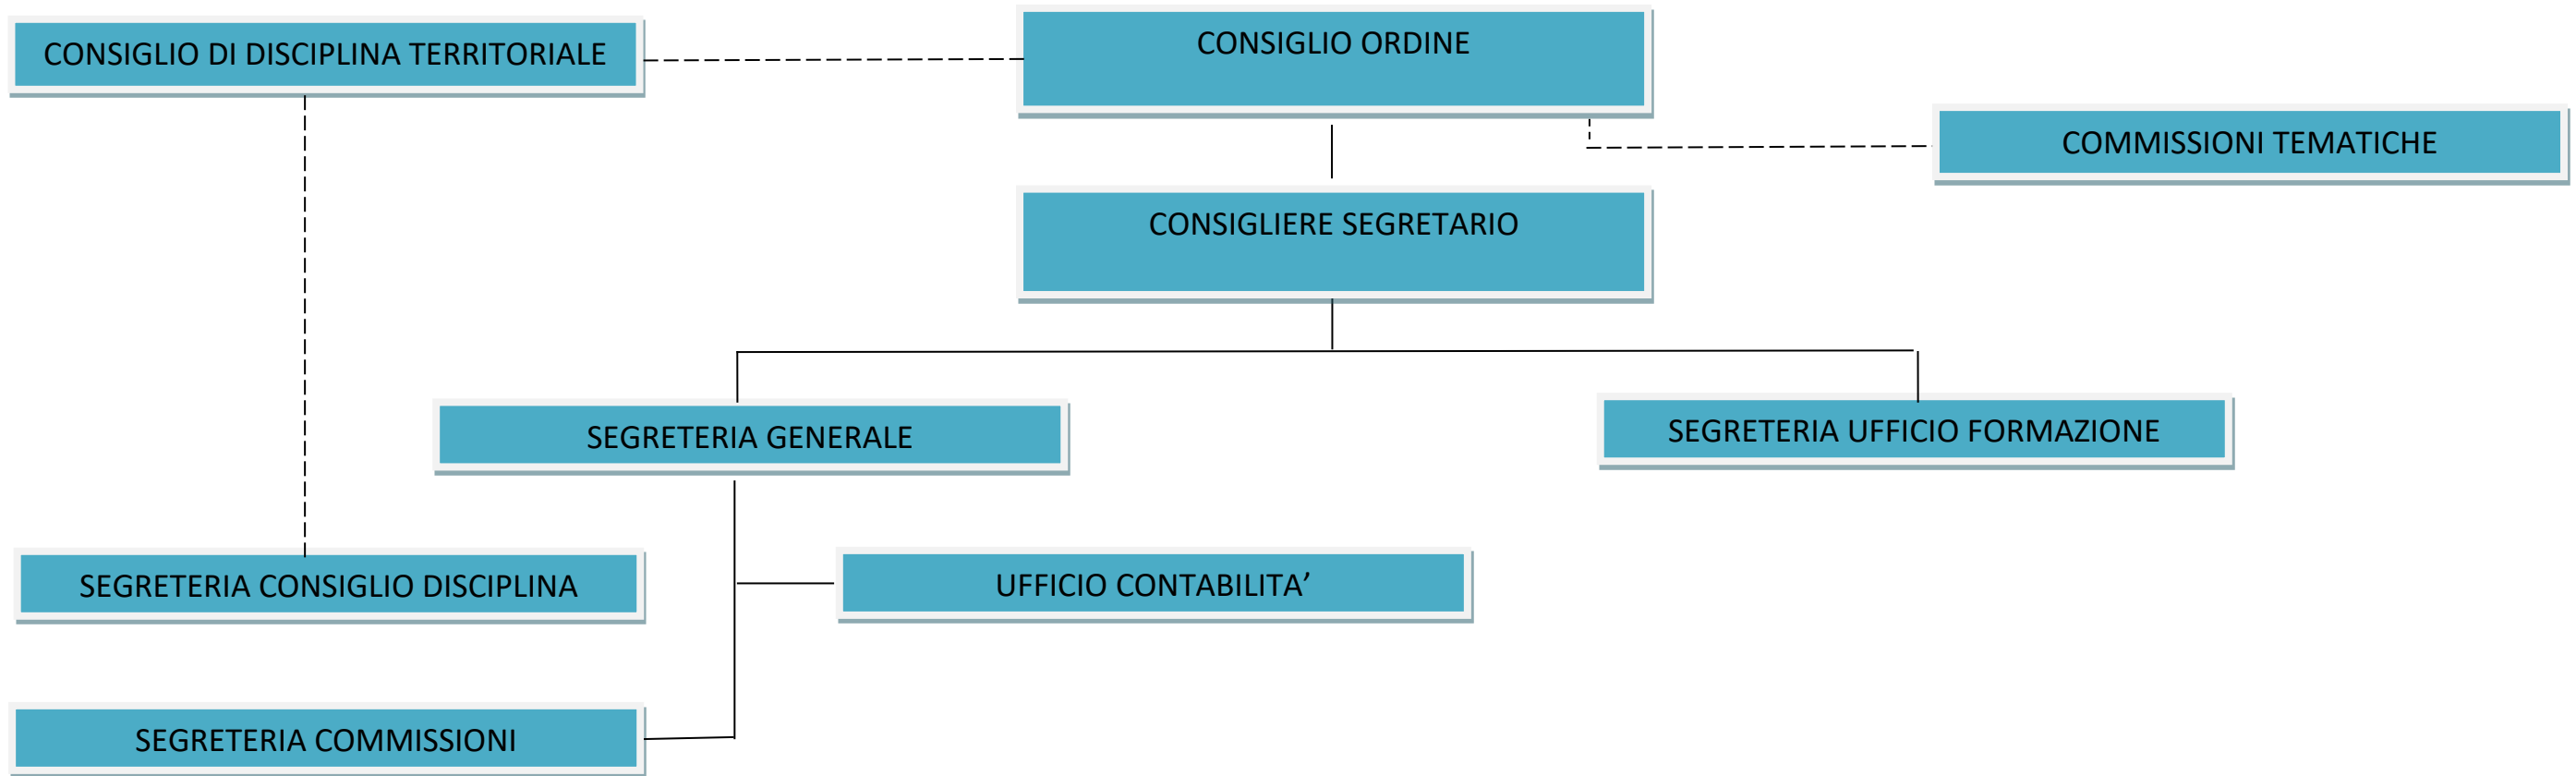 CONSIGLIO DI DISCIPLINA TERRITORIALE
CONSIGLIO ORDINE
COMMISSIONI TEMATICHE
CONSIGLIERE SEGRETARIO
SEGRETERIA GENERALE
SEGRETERIA UFFICIO FORMAZIONE
SEGRETERIA CONSIGLIO DISCIPLINA
UFFICIO CONTABILITA’
SEGRETERIA COMMISSIONI